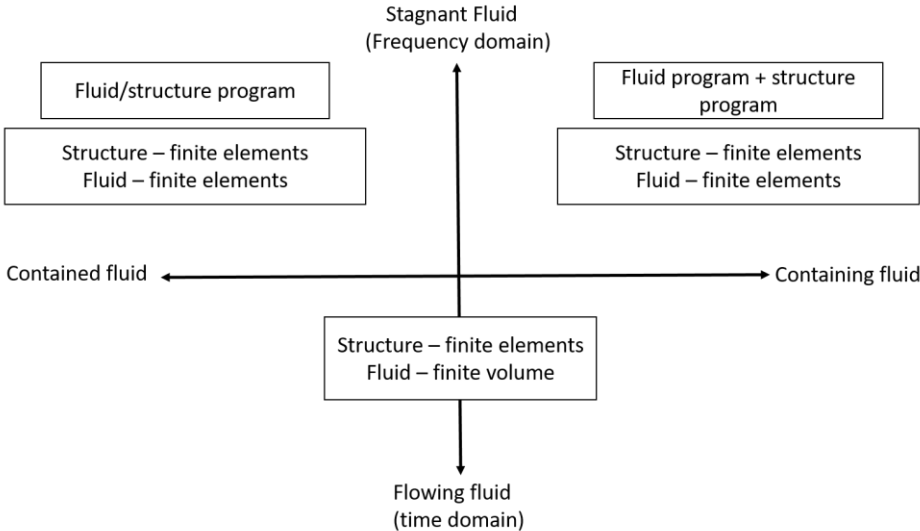 Stagnant Fluid
(Frequency domain)
Fluid/structure program
Fluid program + structure
program
Structure – finite elements
Fluid – finite elements
Structure – finite elements
Fluid – finite elements
Contained fluid
Containing fluid
Structure – finite elements
Fluid – finite volume
Flowing fluid
(time domain)